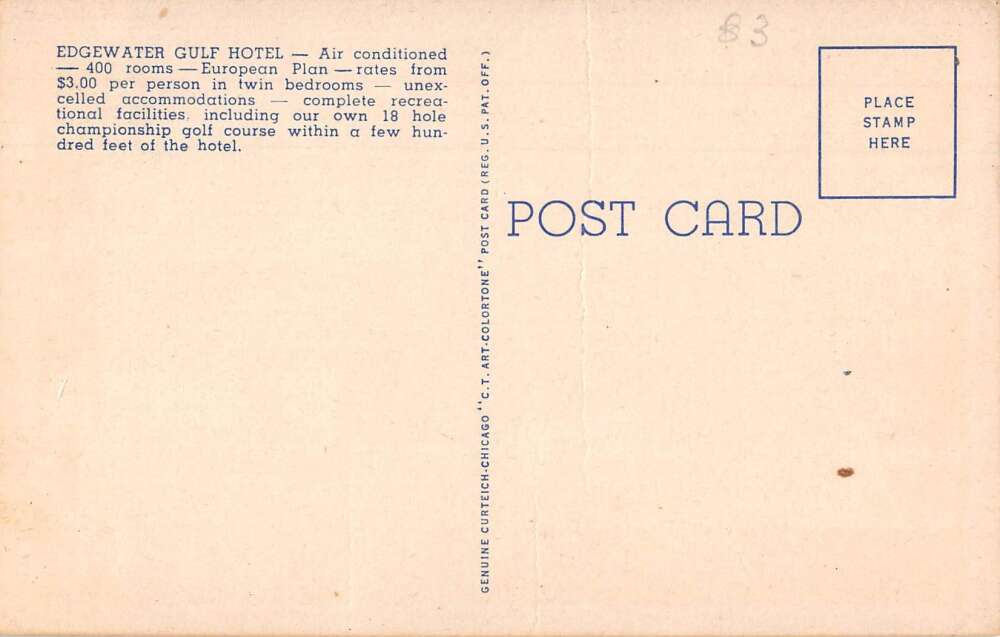 $3
EDGEWATER GULF HOTEL — Air conditioned
— 400 rooms — European Plan — rates from
$3.00 per person in twin bedrooms — unex-
celled accommodations — complete recrea-
tional facilities, including our own 18 hole
championship golf course within a few hun-
dred feet of the hotel.
GENUINE CURTEICH-CHICAGO "C.T. ART-COLORTONE" POST CARD (REG. U.S. PAT. OFF.)
POST CARD
PLACE
STAMP
HERE